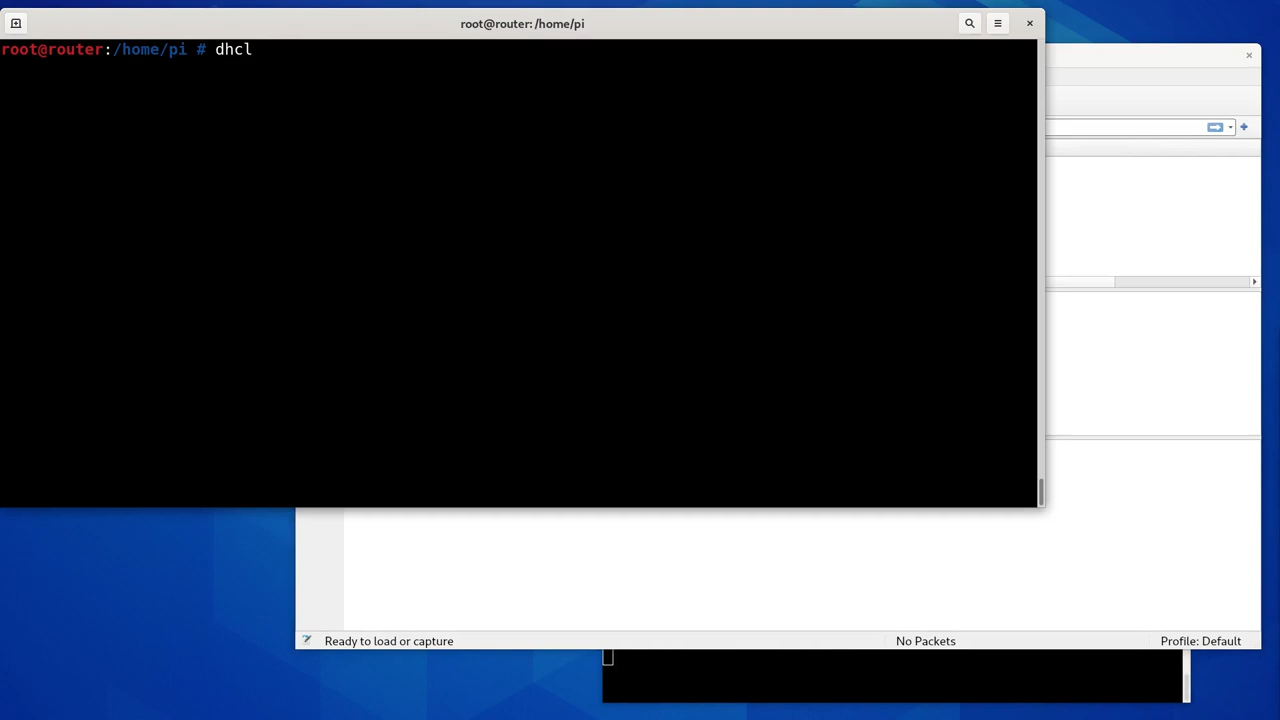 root@router: /home/pi
root@router:/home/pi # dhcl
Ready to load or capture
No Packets
Profile: Default